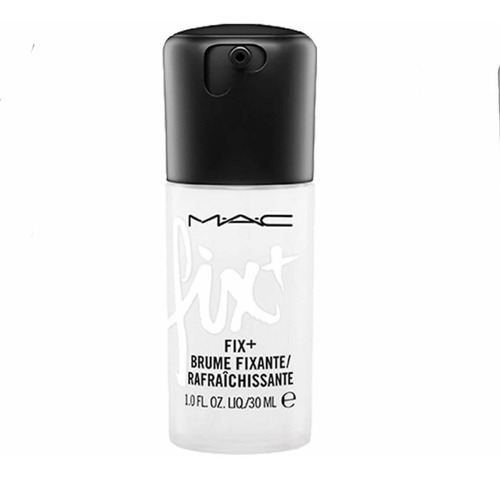 M·A·C
fix+
FIX+
BRUME FIXANTE/
RAFRAÎCHISSANTE
1.0 FL. OZ. LIQ./30 ML e